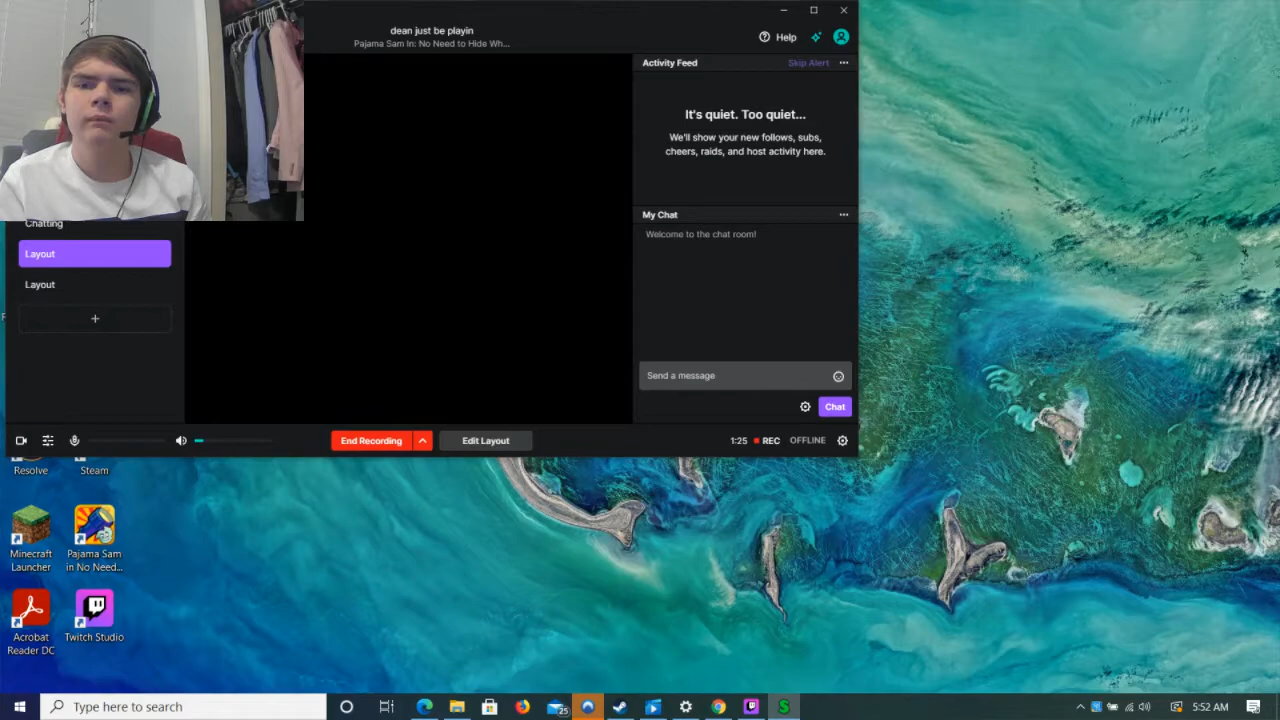 dean just be playin
Pajama Sam In: No Need to Hide Wh...
Help
Activity Feed
Skip Alert
It's quiet. Too quiet...
We'll show your new follows, subs,
cheers, raids, and host activity here.
My Chat
Welcome to the chat room!
Chatting
Layout
Layout
+
Send a message
Chat
End Recording
Edit Layout
1:25
REC
OFFLINE
Resolve
Steam
Minecraft
Launcher
Pajama Sam
in No Need...
Acrobat
Reader DC
Twitch Studio
Type here to search
25
5:52 AM